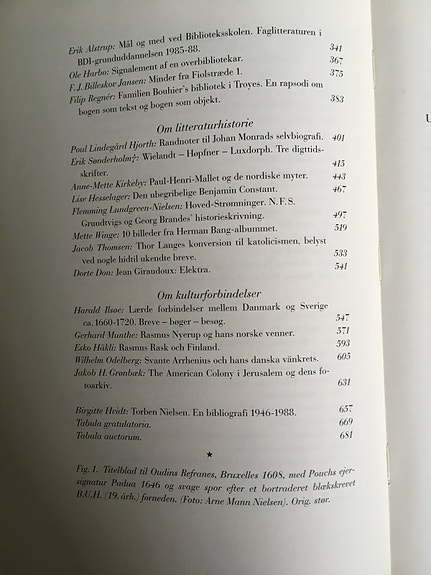 Erik Alstrup: Mål og med ved Biblioteksskolen. Faglitteraturen i
BDI-grunduddannelsen 1985-88. 341
Ole Harbo: Signalement af en overbibliotekar. 367
F.J. Billeskov Jansen: Minder fra Fiolstræde 1. 375
Filip Regnér: Familien Bouhier's bibliotek i Troyes. En rapsodi om
bogen som tekst og bogen som objekt. 383
Om litteraturhistorie
Poul Lindegård Hjorth: Randnoter til Johan Monrads selvbiografi. 401
Erik Sønderholm†: Wielandt – Høpfner – Luxdorph. Tre digttids-
skrifter. 415
Anne-Mette Kirkeby: Paul-Henri-Mallet og de nordiske myter. 443
Lise Hesselager: Den ubegribelige Benjamin Constant. 467
Flemming Lundgreen-Nielsen: Hoved-Strømninger. N.F.S.
Grundtvigs og Georg Brandes' historieskrivning. 497
Mette Winge: 10 billeder fra Herman Bang-albummet. 519
Jacob Thomsen: Thor Langes konversion til katolicismen, belyst
ved nogle hidtil ukendte breve. 533
Dorte Don: Jean Giraudoux: Elektra. 541
Om kulturforbindelser
Harald Ilsøe: Lærde forbindelser mellem Danmark og Sverige
ca. 1660-1720. Breve – bøger – besøg. 547
Gerhard Munthe: Rasmus Nyerup og hans norske venner. 571
Esko Häkli: Rasmus Rask och Finland. 593
Wilhelm Odelberg: Svante Arrhenius och hans danska vänkrets. 605
Jakob H. Grønbæk: The American Colony i Jerusalem og dens fo-
toarkiv. 631
Birgitte Hvidt: Torben Nielsen. En bibliografi 1946-1988. 657
Tabula gratulatoria. 669
Tabula auctorum. 681
★
Fig. 1. Titelblad til Oudins Refranes, Bruxelles 1608, med Pouchs ejer-
signatur Padua 1646 og svage spor efter et bortraderet blækskrevet
B.U.H. (19. årh.) forneden. (Foto: Arne Mann Nielsen). Orig. stør.